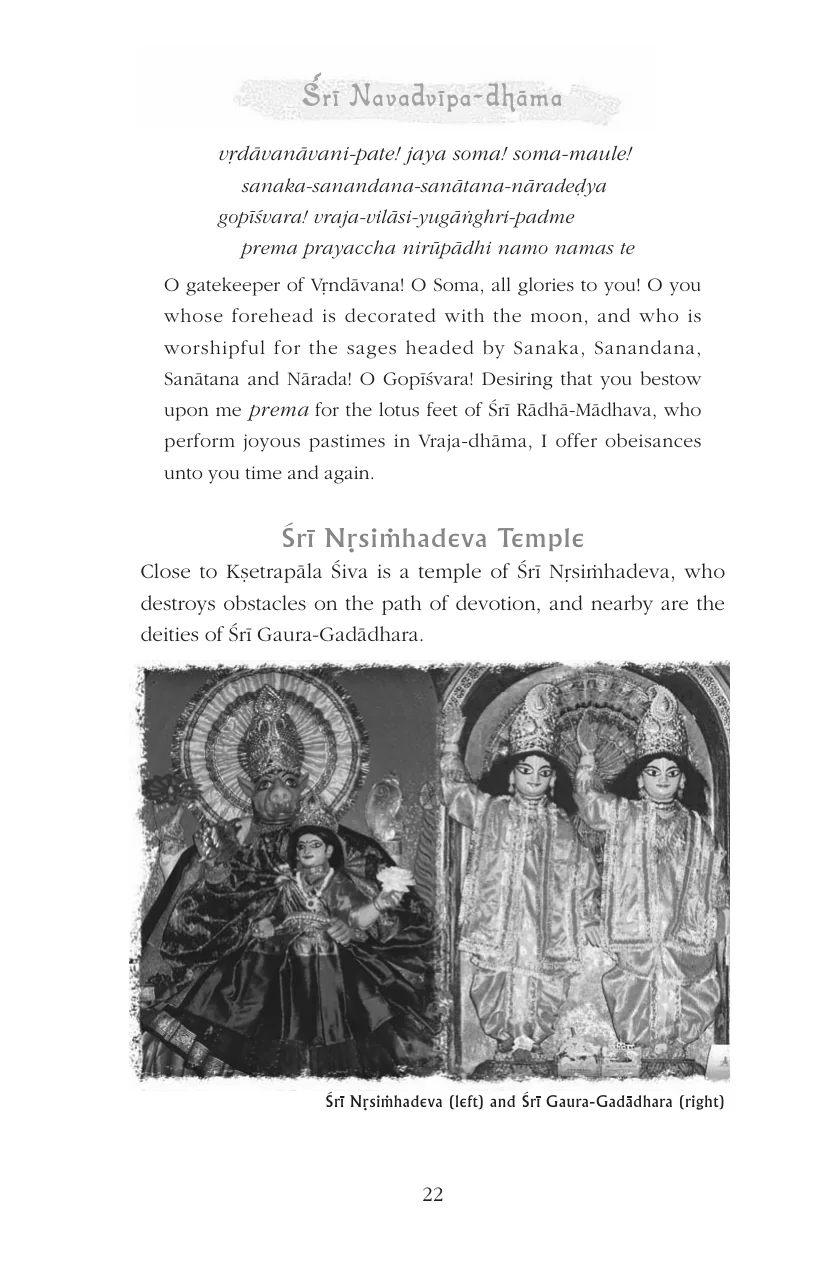 Śrī Navadvīpa-dhāma
vṛdāvanāvani-pate! jaya soma! soma-maule!
sanaka-sanandana-sanātana-nāradeḍya
gopīśvara! vraja-vilāsi-yugāṅghri-padme
prema prayaccha nirūpādhi namo namas te
O gatekeeper of Vṛndāvana! O Soma, all glories to you! O you
whose forehead is decorated with the moon, and who is
worshipful for the sages headed by Sanaka, Sanandana,
Sanātana and Nārada! O Gopīśvara! Desiring that you bestow
upon me prema for the lotus feet of Śrī Rādhā-Mādhava, who
perform joyous pastimes in Vraja-dhāma, I offer obeisances
unto you time and again.
Śrī Nṛsiṁhadeva Temple
Close to Kṣetrapāla Śiva is a temple of Śrī Nṛsiṁhadeva, who
destroys obstacles on the path of devotion, and nearby are the
deities of Śrī Gaura-Gadādhara.
Śrī Nṛsiṁhadeva (left) and Śrī Gaura-Gadādhara (right)
22